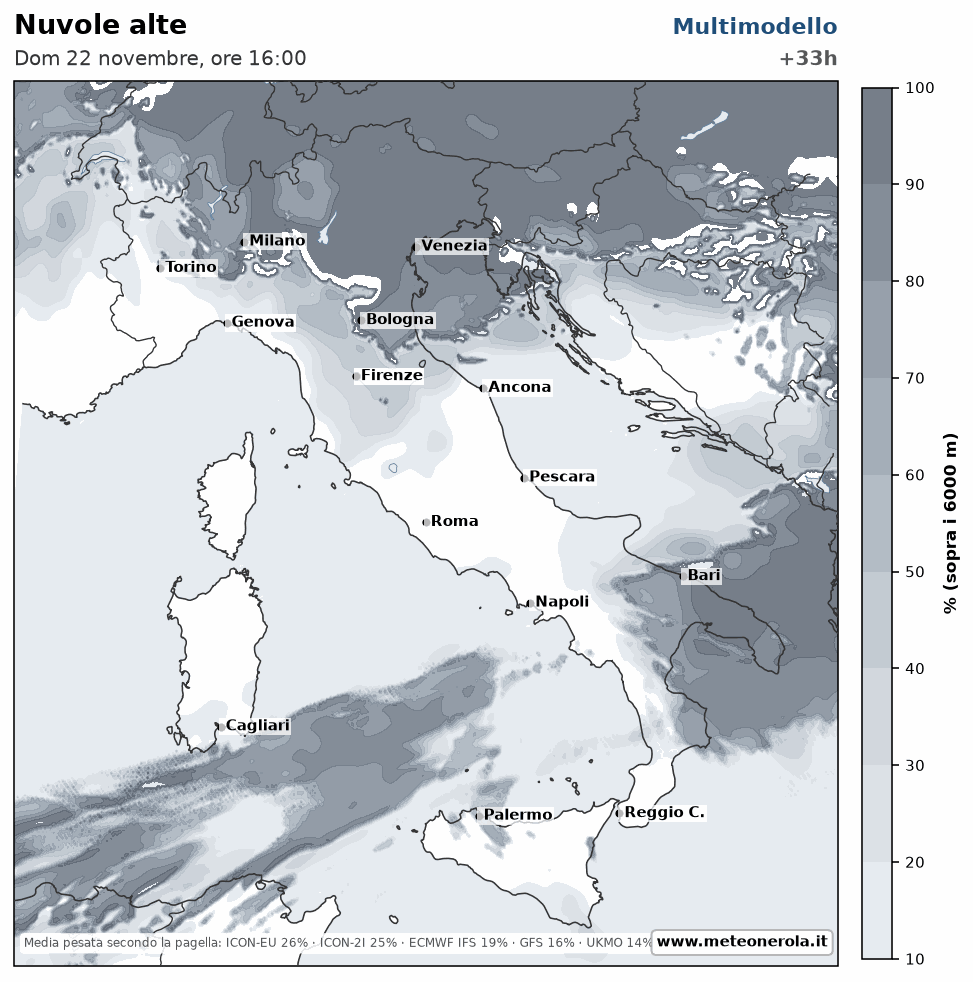 Nuvole alte
Multimodello
Dom 22 novembre, ore 16:00
+33h
100
90
80
70
60
50
40
30
20
10
% (sopra i 6000 m)
Milano
Venezia
Torino
Genova
Bologna
Firenze
Ancona
Pescara
Roma
Bari
Napoli
Cagliari
Palermo
Reggio C.
Media pesata secondo la pagella: ICON-EU 26% · ICON-2I 25% · ECMWF IFS 19% · GFS 16% · UKMO 14%
www.meteonerola.it